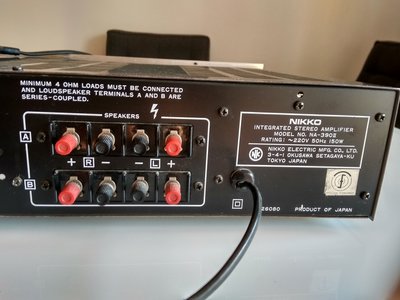 MINIMUM 4 OHM LOADS MUST BE CONNECTED
AND LOUDSPEAKER TERMINALS A AND B ARE
SERIES-COUPLED.
SPEAKERS
A
+ R - - L +
B
NIKKO
INTEGRATED STEREO AMPLIFIER
MODEL NO. NA-390II
RATING: ~220V 50Hz 150W
NK
NIKKO ELECTRIC MFG. CO., LTD.
3-4-1 OKUSAWA SETAGAYA-KU
TOKYO JAPAN
26080
PRODUCT OF JAPAN